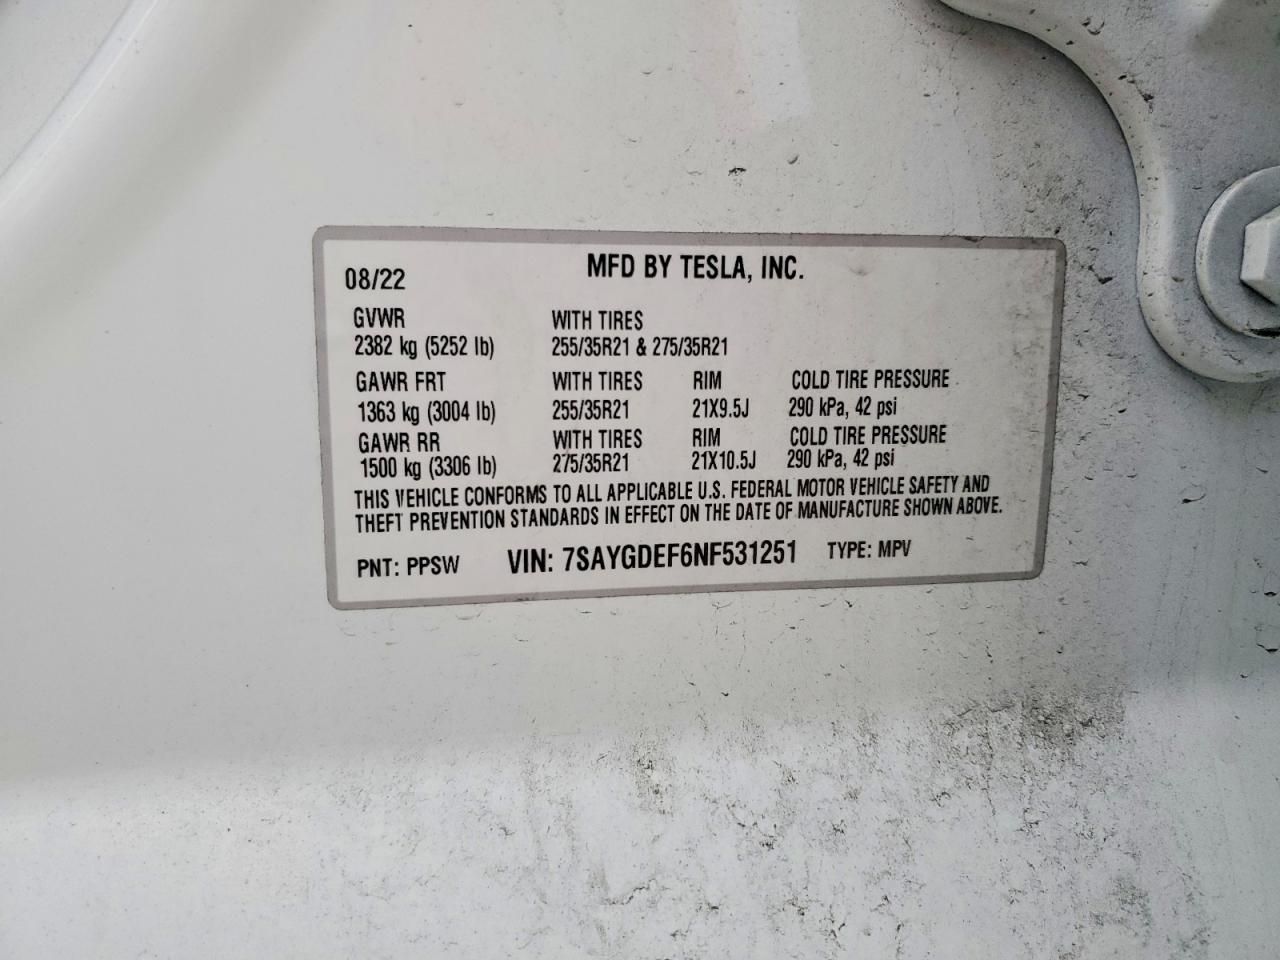 MFD BY TESLA, INC.
08/22
GVWR WITH TIRES
2382 kg (5252 lb) 255/35R21 & 275/35R21
GAWR FRT WITH TIRES RIM COLD TIRE PRESSURE
1363 kg (3004 lb) 255/35R21 21X9.5J 290 kPa, 42 psi
GAWR RR WITH TIRES RIM COLD TIRE PRESSURE
1500 kg (3306 lb) 275/35R21 21X10.5J 290 kPa, 42 psi
THIS VEHICLE CONFORMS TO ALL APPLICABLE U.S. FEDERAL MOTOR VEHICLE SAFETY AND
THEFT PREVENTION STANDARDS IN EFFECT ON THE DATE OF MANUFACTURE SHOWN ABOVE.
PNT: PPSW VIN: 7SAYGDEF6NF531251 TYPE: MPV